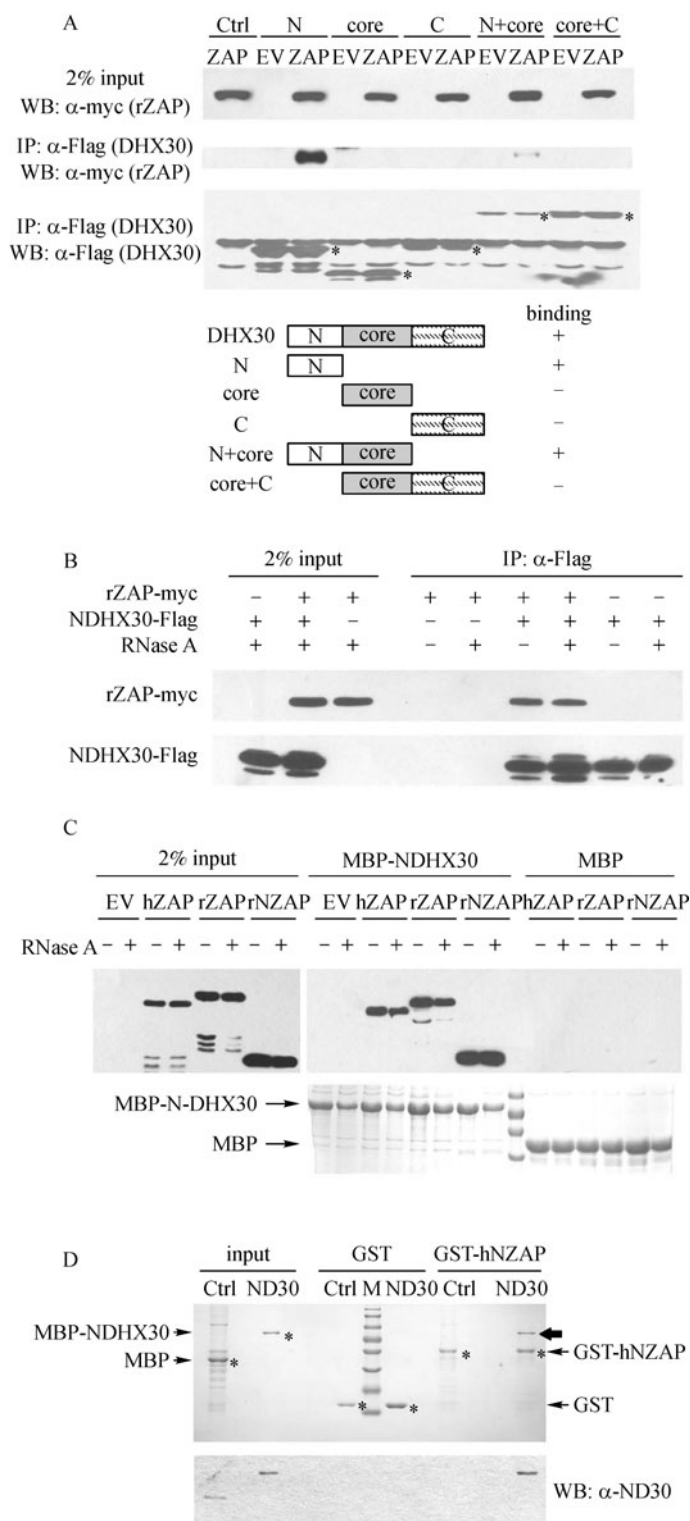 A
Ctrl N core C N+core core+C
ZAP EV ZAP EV ZAP EV ZAP EV ZAP EV ZAP
2% input
WB: α-myc (rZAP)
IP: α-Flag (DHX30)
WB: α-myc (rZAP)
IP: α-Flag (DHX30)
WB: α-Flag (DHX30)
* * * * *
binding
DHX30 N core C +
N N +
core core –
C C –
N+core N core +
core+C core C –
B
2% input IP: α-Flag
rZAP-myc – + + + + + + – –
NDHX30-Flag + + – – – + + + +
RNase A + + + – + – + – +
rZAP-myc
NDHX30-Flag
C
2% input MBP-NDHX30 MBP
EV hZAP rZAP rNZAP EV hZAP rZAP rNZAP hZAP rZAP rNZAP
RNase A – + – + – + – + – + – + – + – + – + – + – +
MBP-N-DHX30
MBP
D
input GST GST-hNZAP
Ctrl ND30 Ctrl M ND30 Ctrl ND30
MBP-NDHX30 *
MBP * * * GST-hNZAP
* * GST
WB: α-ND30